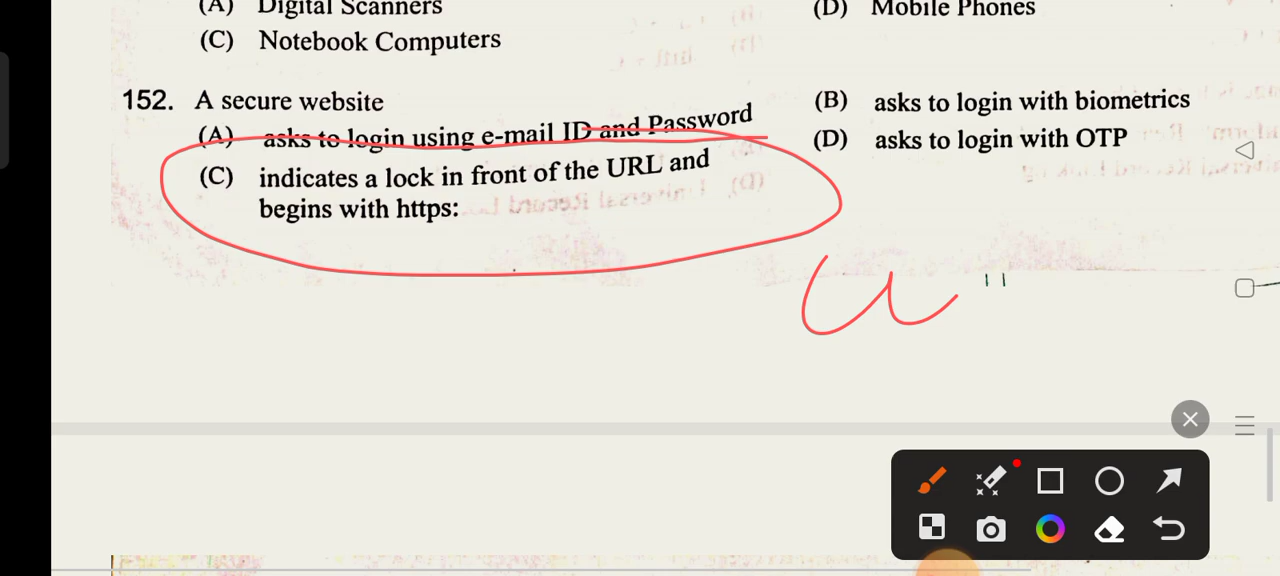 (A) Digital Scanners
(D) Mobile Phones
(C) Notebook Computers
152. A secure website
(B) asks to login with biometrics
(A) asks to login using e-mail ID and Password
(D) asks to login with OTP
(C) indicates a lock in front of the URL and
begins with https: